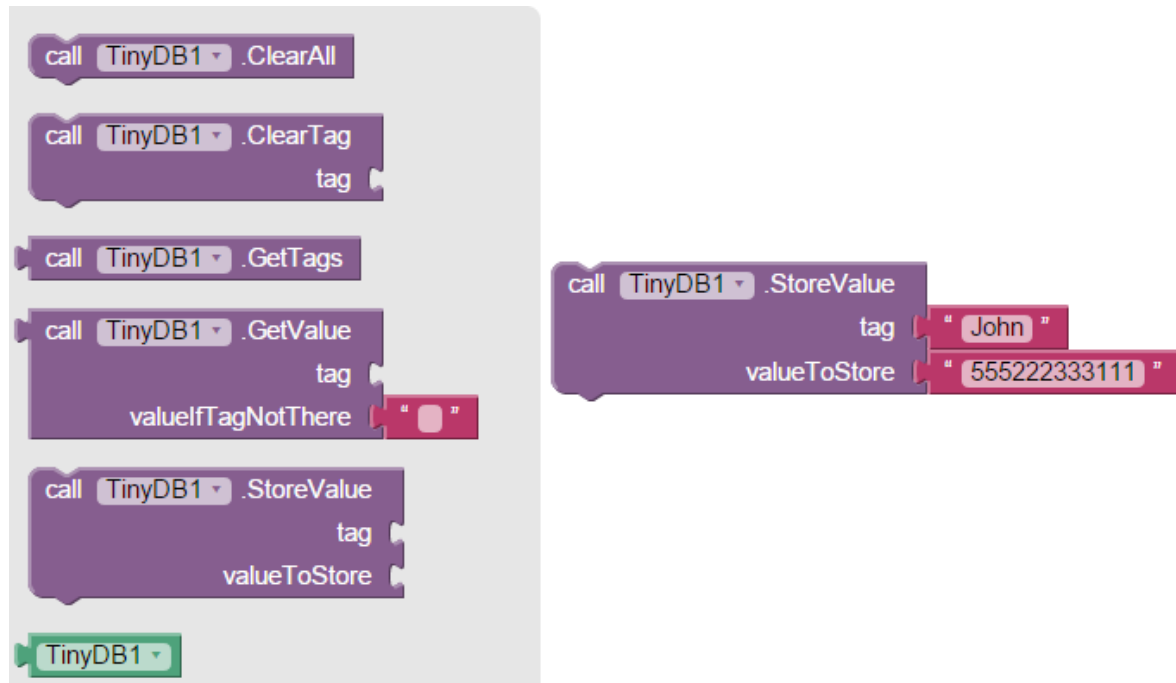 call TinyDB1 .ClearAll
call TinyDB1 .ClearTag
tag
call TinyDB1 .GetTags
call TinyDB1 .GetValue
tag
valueIfTagNotThere “ ”
call TinyDB1 .StoreValue
tag
valueToStore
TinyDB1
call TinyDB1 .StoreValue
tag “ John ”
valueToStore “ 555222333111 ”